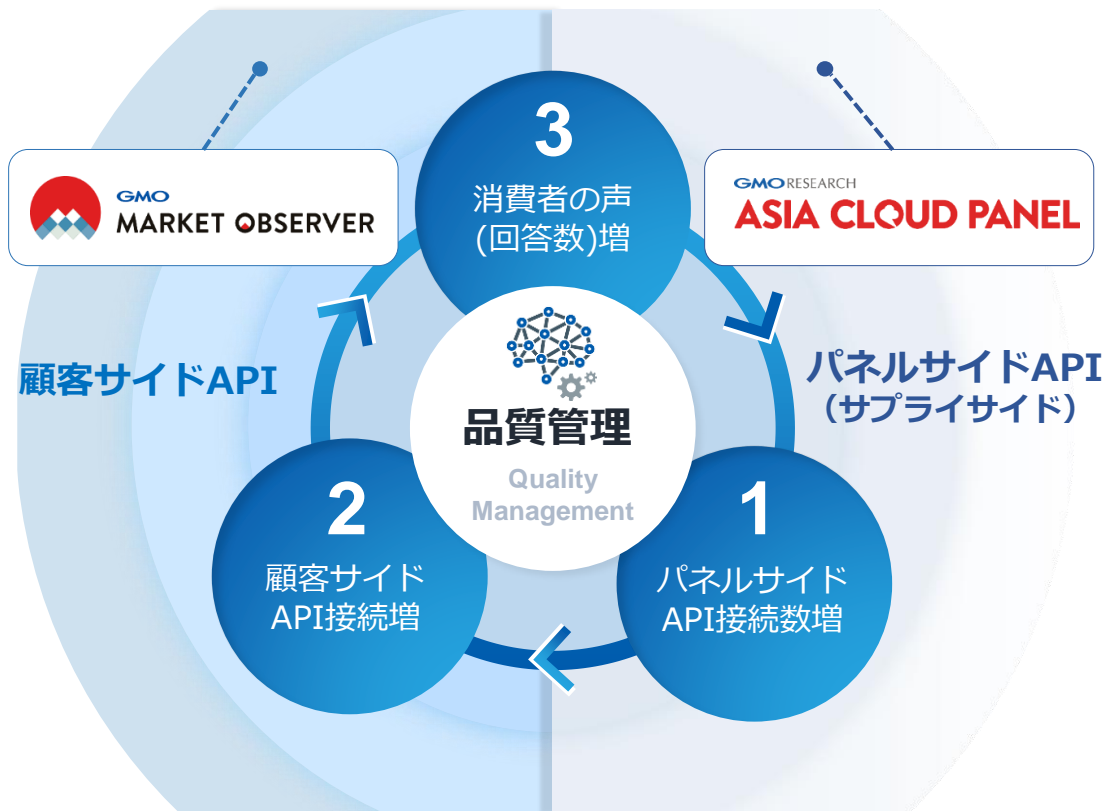 3
消費者の声
(回答数)増
GMO
MARKET OBSERVER
GMO RESEARCH
ASIA CLOUD PANEL
顧客サイドAPI
パネルサイドAPI
（サプライサイド）
品質管理
Quality
Management
2
顧客サイド
API接続増
1
パネルサイド
API接続数増